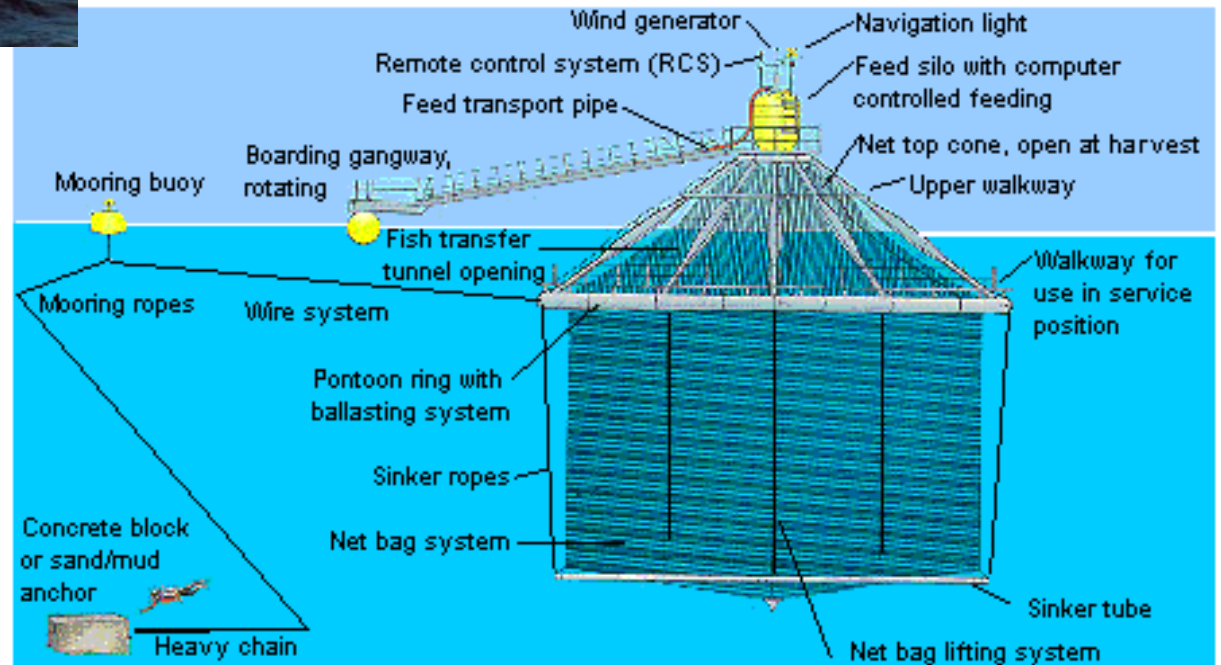 Wind generator
Navigation light
Remote control system (RCS)
Feed silo with computer
controlled feeding
Feed transport pipe
Net top cone, open at harvest
Boarding gangway,
rotating
Mooring buoy
Upper walkway
Fish transfer
tunnel opening
Walkway for
use in service
position
Mooring ropes
Wire system
Pontoon ring with
ballasting system
Sinker ropes
Concrete block
or sand/mud
anchor
Net bag system
Sinker tube
Heavy chain
Net bag lifting system